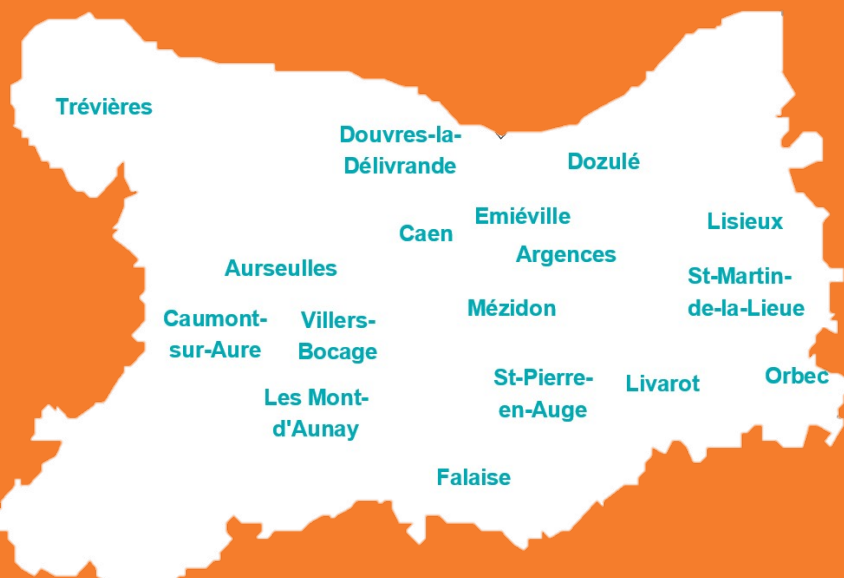 Trévières
Douvres-la-
Délivrande
Dozulé
Emiéville
Lisieux
Caen
Argences
Aurseulles
St-Martin-
de-la-Lieue
Mézidon
Caumont-
sur-Aure
Villers-
Bocage
St-Pierre-
en-Auge
Livarot
Orbec
Les Mont-
d'Aunay
Falaise